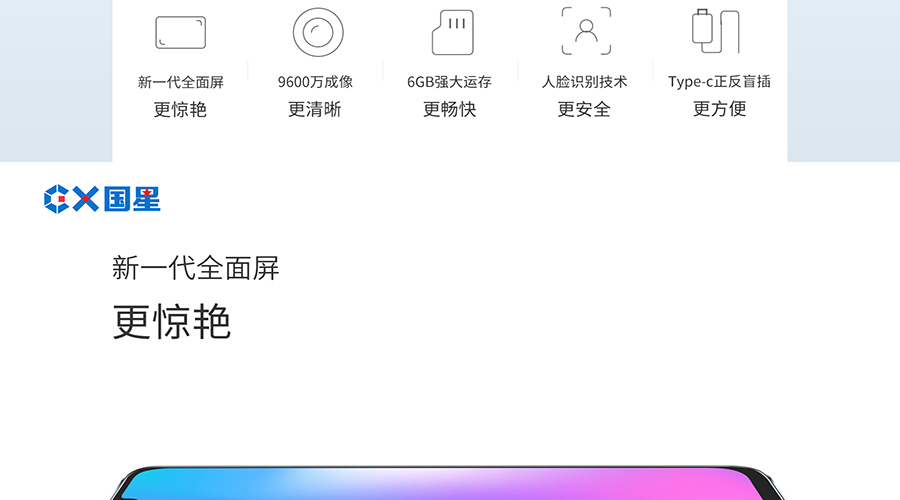 新一代全面屏
更惊艳
9600万成像
更清晰
6GB强大运存
更畅快
人脸识别技术
更安全
Type-c正反盲插
更方便
CX国星
新一代全面屏
更惊艳